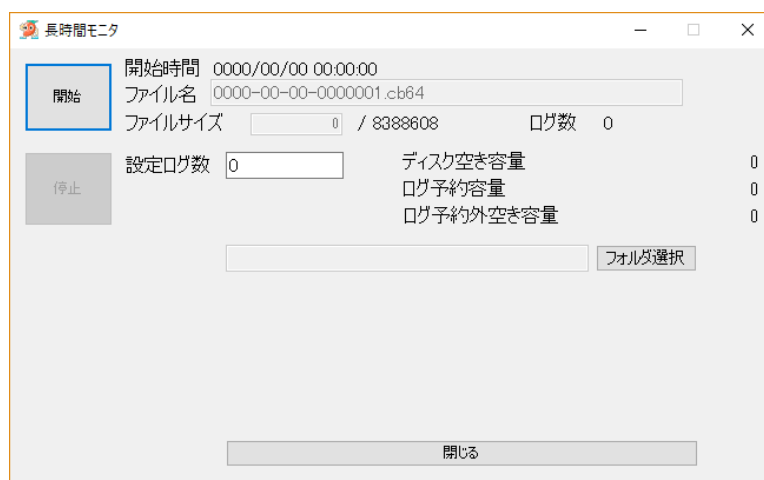 長時間モニタ
開始
開始時間 0000/00/00 00:00:00
ファイル名 0000-00-00-0000001.cb64
ファイルサイズ 0 / 8388608 ログ数 0
停止
設定ログ数 0
ディスク空き容量 0
ログ予約容量 0
ログ予約外空き容量 0
フォルダ選択
閉じる